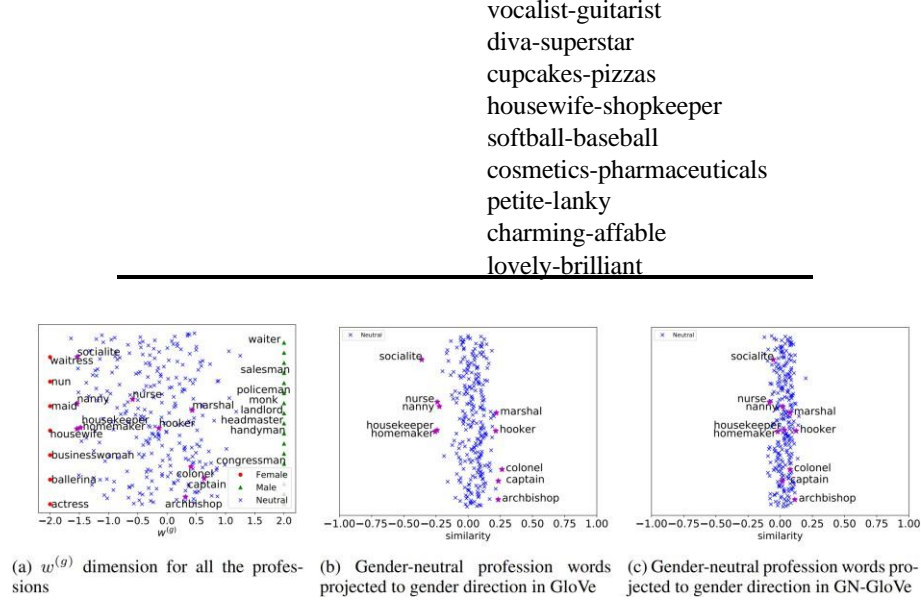 vocalist-guitarist
diva-superstar
cupcakes-pizzas
housewife-shopkeeper
softball-baseball
cosmetics-pharmaceuticals
petite-lanky
charming-affable
lovely-brilliant
waiter
socialite
waitress
salesman
nun
policeman
nanny
nurse
monk
maid
marshal
landlord
housekeeper
headmaster
homemaker
hooker
handyman
housewife
businesswoman
congressman
colonel
ballerina
captain
actress
archbishop
Female
Male
Neutral
−2.0 −1.5 −1.0 −0.5 0.0 0.5 1.0 1.5 2.0
w(g)
Neutral
socialite
nurse
nanny
marshal
housekeeper
homemaker
hooker
colonel
captain
archbishop
−1.00 −0.75 −0.50 −0.25 0.00 0.25 0.50 0.75 1.00
similarity
Neutral
socialite
nurse
nanny
marshal
housekeeper
homemaker
hooker
colonel
captain
archbishop
−1.00 −0.75 −0.50 −0.25 0.00 0.25 0.50 0.75 1.00
similarity
(a) w(g) dimension for all the profes-
sions
(b) Gender-neutral profession words
projected to gender direction in GloVe
(c) Gender-neutral profession words pro-
jected to gender direction in GN-GloVe